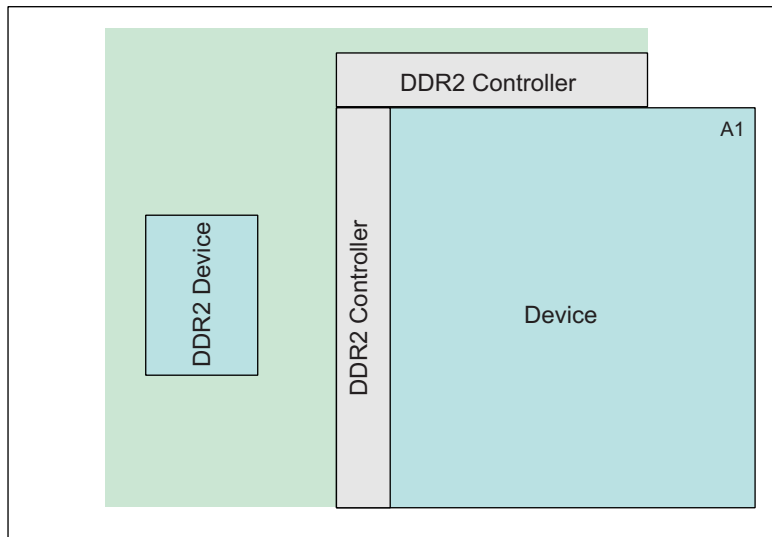 DDR2 Controller
A1
DDR2 Device
DDR2 Controller
Device